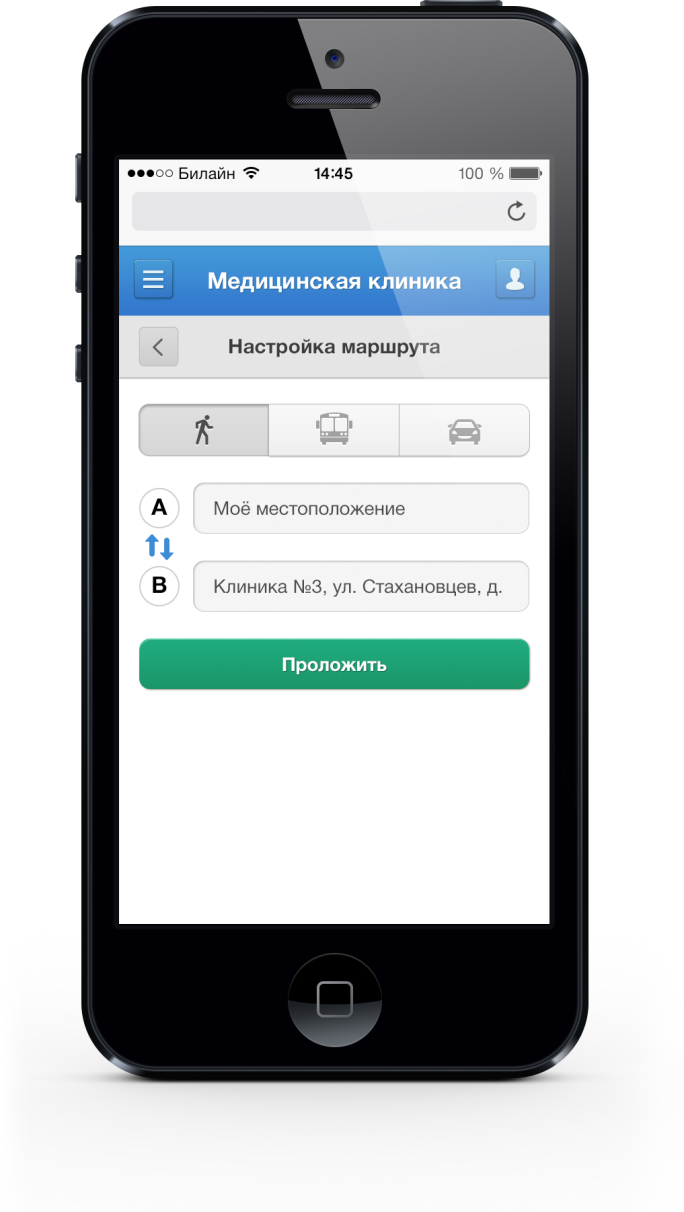 Билайн 14:45 100 %
Медицинская клиника
Настройка маршрута
A Моё местоположение
B Клиника №3, ул. Стахановцев, д.
Проложить